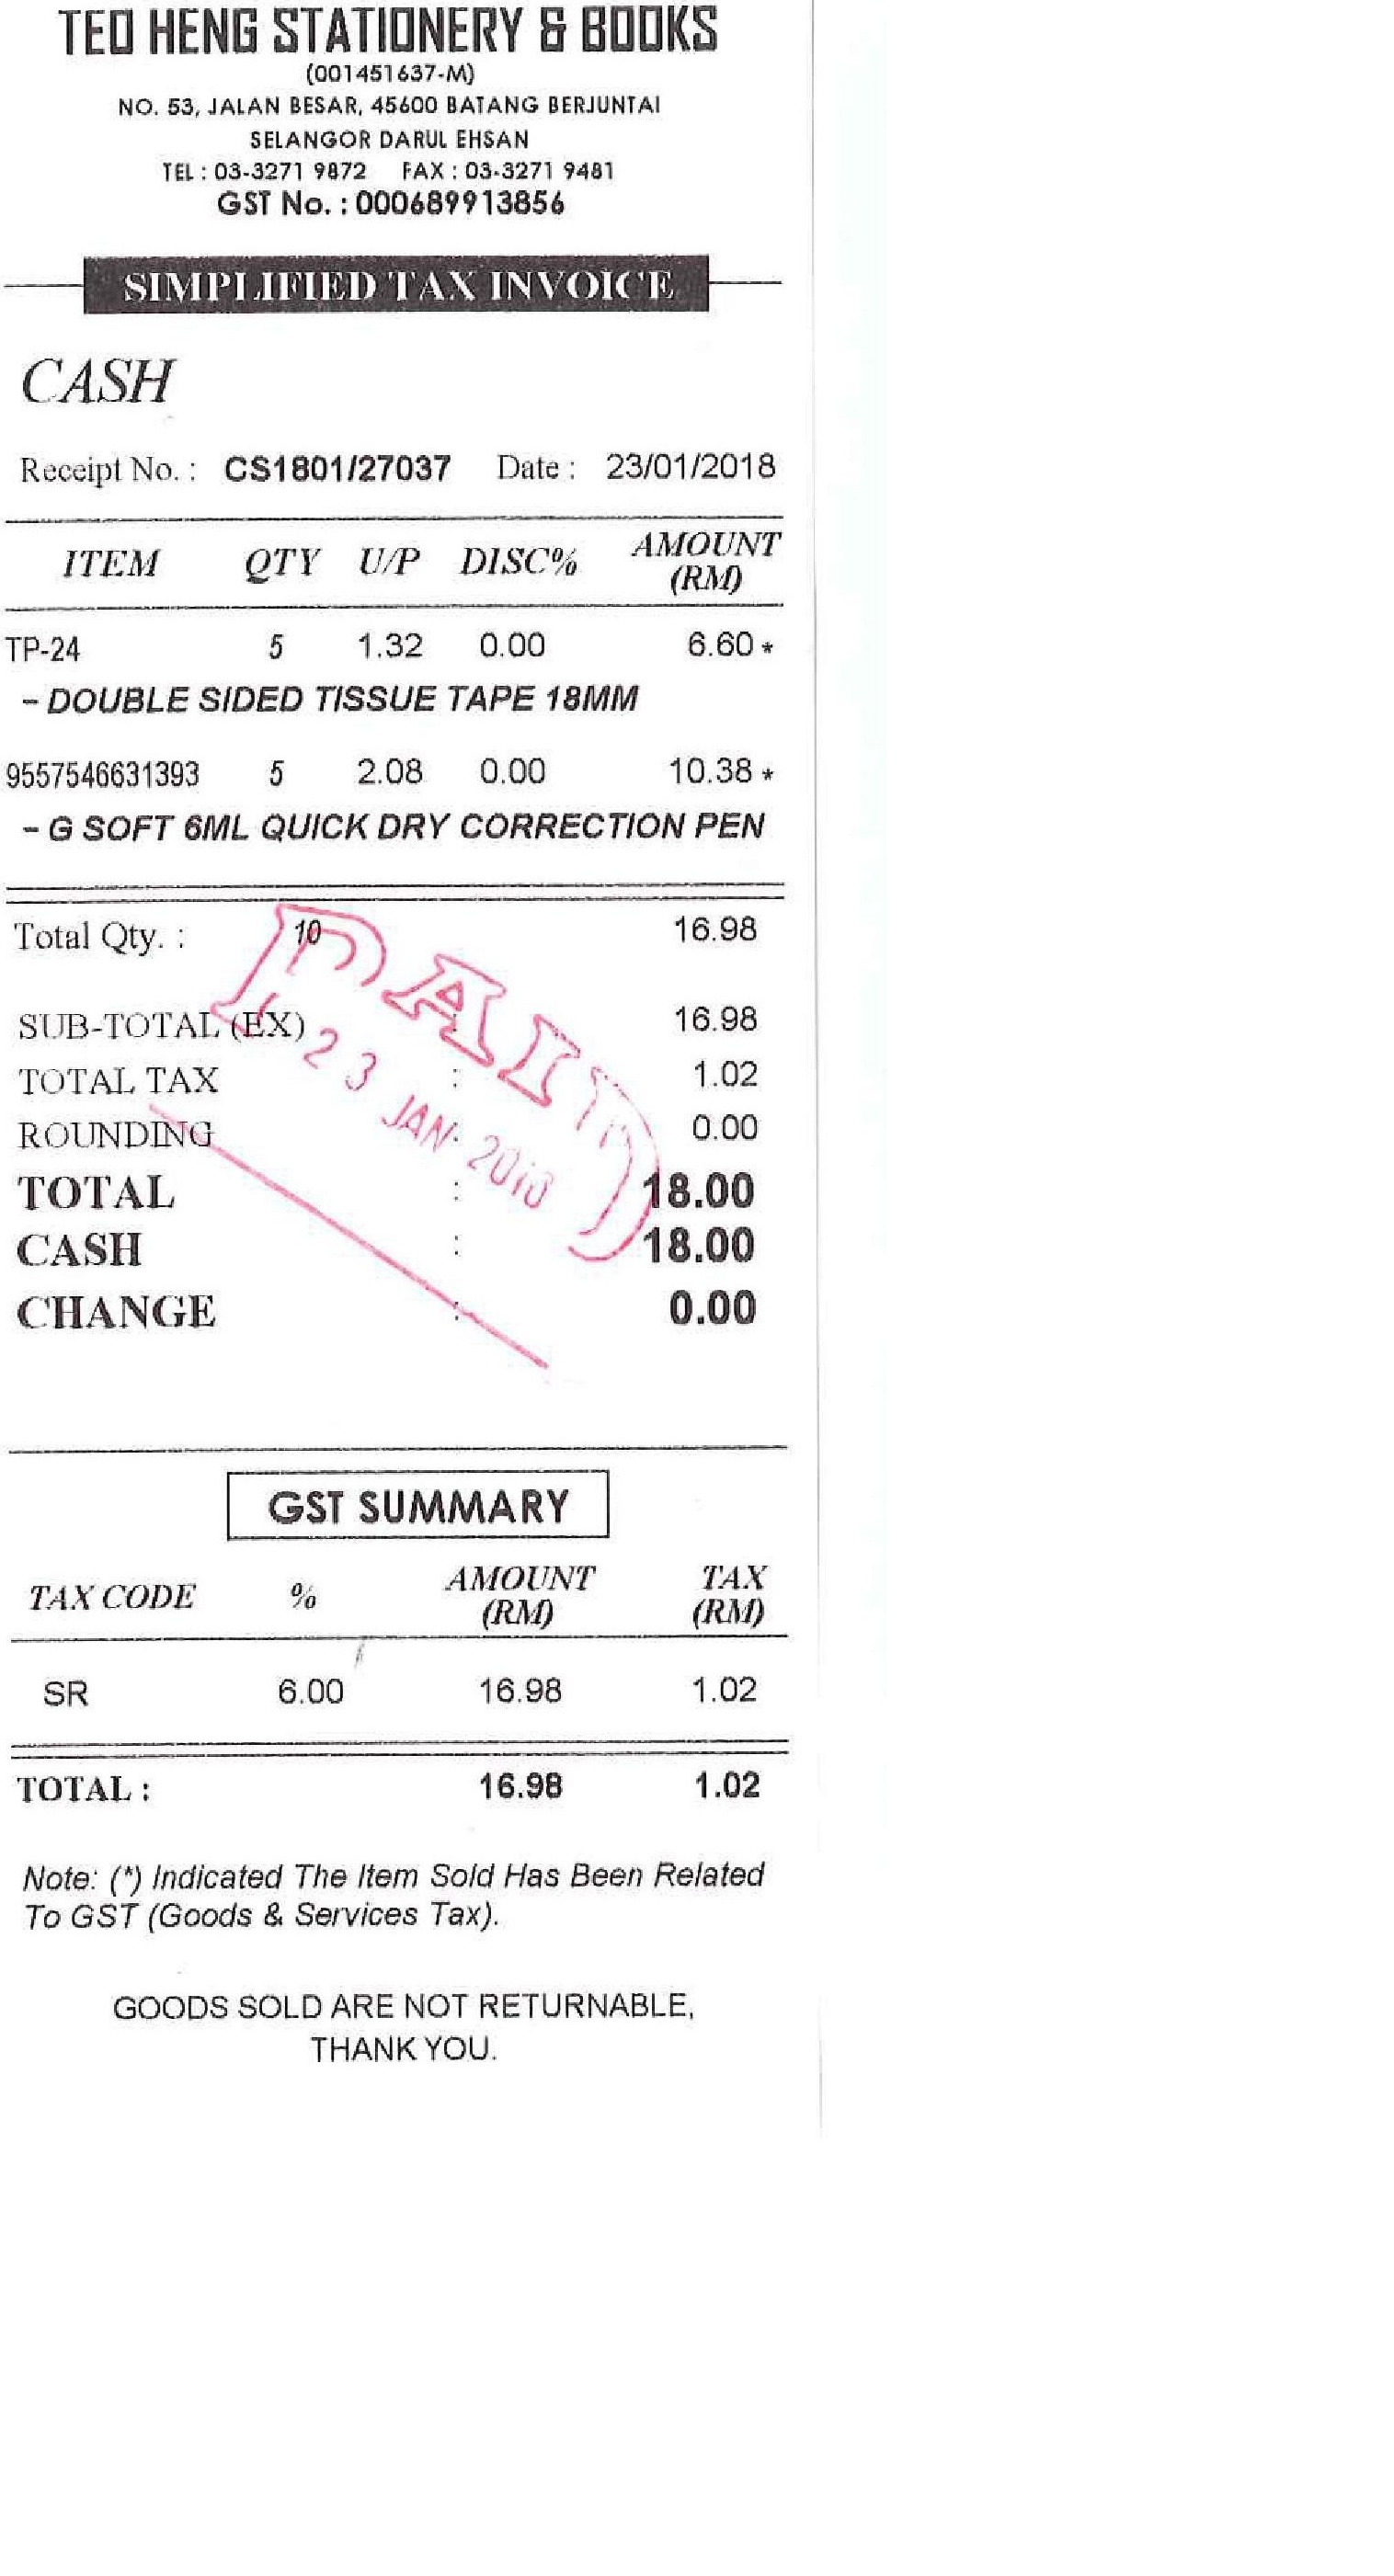 TEO HENG STATIONERY & BOOKS
(001451637-M)
NO. 53, JALAN BESAR, 45600 BATANG BERJUNTAI
SELANGOR DARUL EHSAN
TEL : 03-3271 9872 FAX : 03-3271 9481
GST No. : 000689913856
SIMPLIFIED TAX INVOICE
CASH
Receipt No. : CS1801/27037 Date : 23/01/2018
ITEM QTY U/P DISC% AMOUNT (RM)
TP-24 5 1.32 0.00 6.60 *
- DOUBLE SIDED TISSUE TAPE 18MM
9557546631393 5 2.08 0.00 10.38 *
- G SOFT 6ML QUICK DRY CORRECTION PEN
Total Qty. : 10 16.98
PAID
SUB-TOTAL (EX) : 16.98
23 JAN 2018
TOTAL TAX : 1.02
ROUNDING : 0.00
TOTAL : 18.00
CASH : 18.00
CHANGE : 0.00
GST SUMMARY
TAX CODE % AMOUNT (RM) TAX (RM)
SR 6.00 16.98 1.02
TOTAL : 16.98 1.02
Note: (*) Indicated The Item Sold Has Been Related
To GST (Goods & Services Tax).
GOODS SOLD ARE NOT RETURNABLE,
THANK YOU.